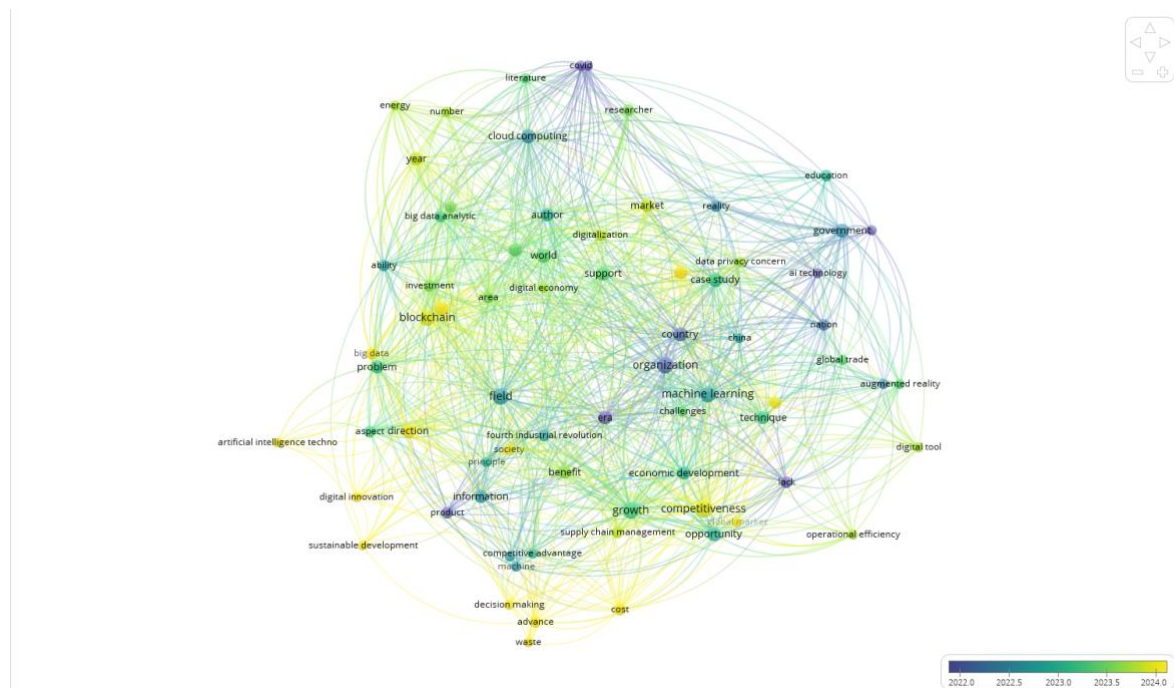 covid
literature
energy
number
researcher
cloud computing
year
education
big data analytic
author
market
reality
digitalization
government
world
data privacy concern
ability
support
case study
ai technology
investment
digital economy
area
blockchain
nation
country
china
big data
problem
global trade
organization
augmented reality
field
machine learning
challenges
era
technique
aspect
direction
artificial intelligence techno
fourth industrial revolution
society
digital tool
principle
benefit
economic development
lack
digital innovation
information
product
growth
competitiveness
global market
supply chain management
opportunity
operational efficiency
sustainable development
competitive advantage
machine
decision making
cost
advance
waste
2022.0 2022.5 2023.0 2023.5 2024.0